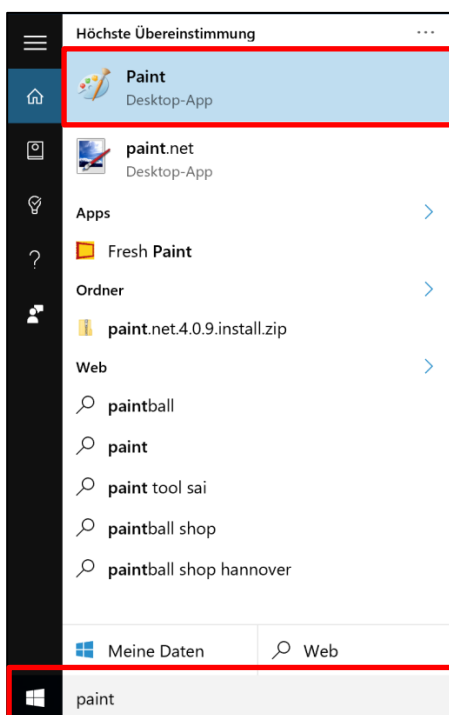 Höchste Übereinstimmung ...
Paint
Desktop-App
paint.net
Desktop-App
Apps
Fresh Paint
Ordner
paint.net.4.0.9.install.zip
Web
paintball
paint
paint tool sai
paintball shop
paintball shop hannover
Meine Daten Web
paint